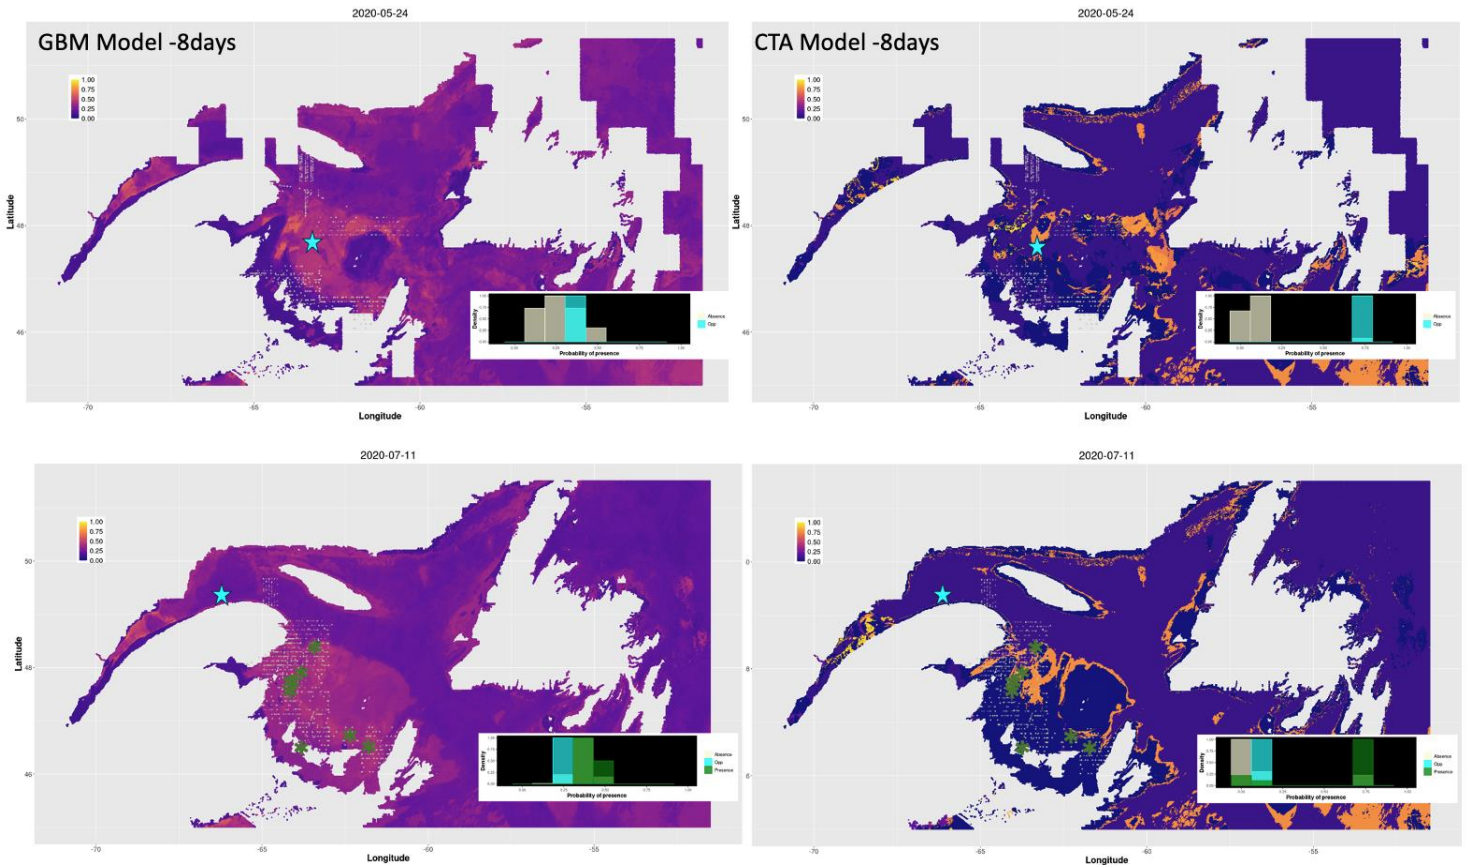 2020-05-24
GBM Model -8days
1.00
0.75
0.50
0.25
0.00
50
48
46
Latitude
Density
Absence
Opp
Probability of presence
-70
-65
-60
-55
Longitude
2020-05-24
CTA Model -8days
1.00
0.75
0.50
0.25
0.00
50
48
46
Latitude
Density
Absence
Opp
Probability of presence
-70
-65
-60
-55
Longitude
2020-07-11
1.00
0.75
0.50
0.25
0.00
50
48
46
Latitude
Density
Absence
Opp
Presence
Probability of presence
-70
-65
-60
-55
Longitude
2020-07-11
1.00
0.75
0.50
0.25
0.00
0
8
6
Density
Absence
Opp
Presence
Probability of presence
-70
-65
-60
-55
Longitude